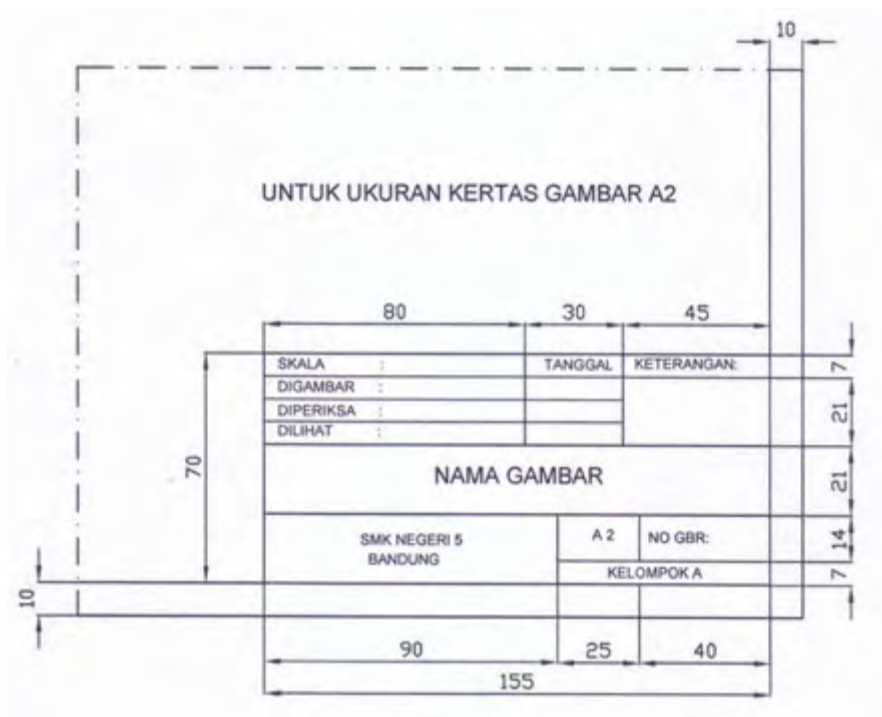 10
UNTUK UKURAN KERTAS GAMBAR A2
80 30 45
SKALA : TANGGAL KETERANGAN: 7
DIGAMBAR :
DIPERIKSA : 21
DILIHAT :
70 NAMA GAMBAR 21
SMK NEGERI 5 A 2 NO GBR: 14
BANDUNG
KELOMPOK A 7
10
90 25 40
155